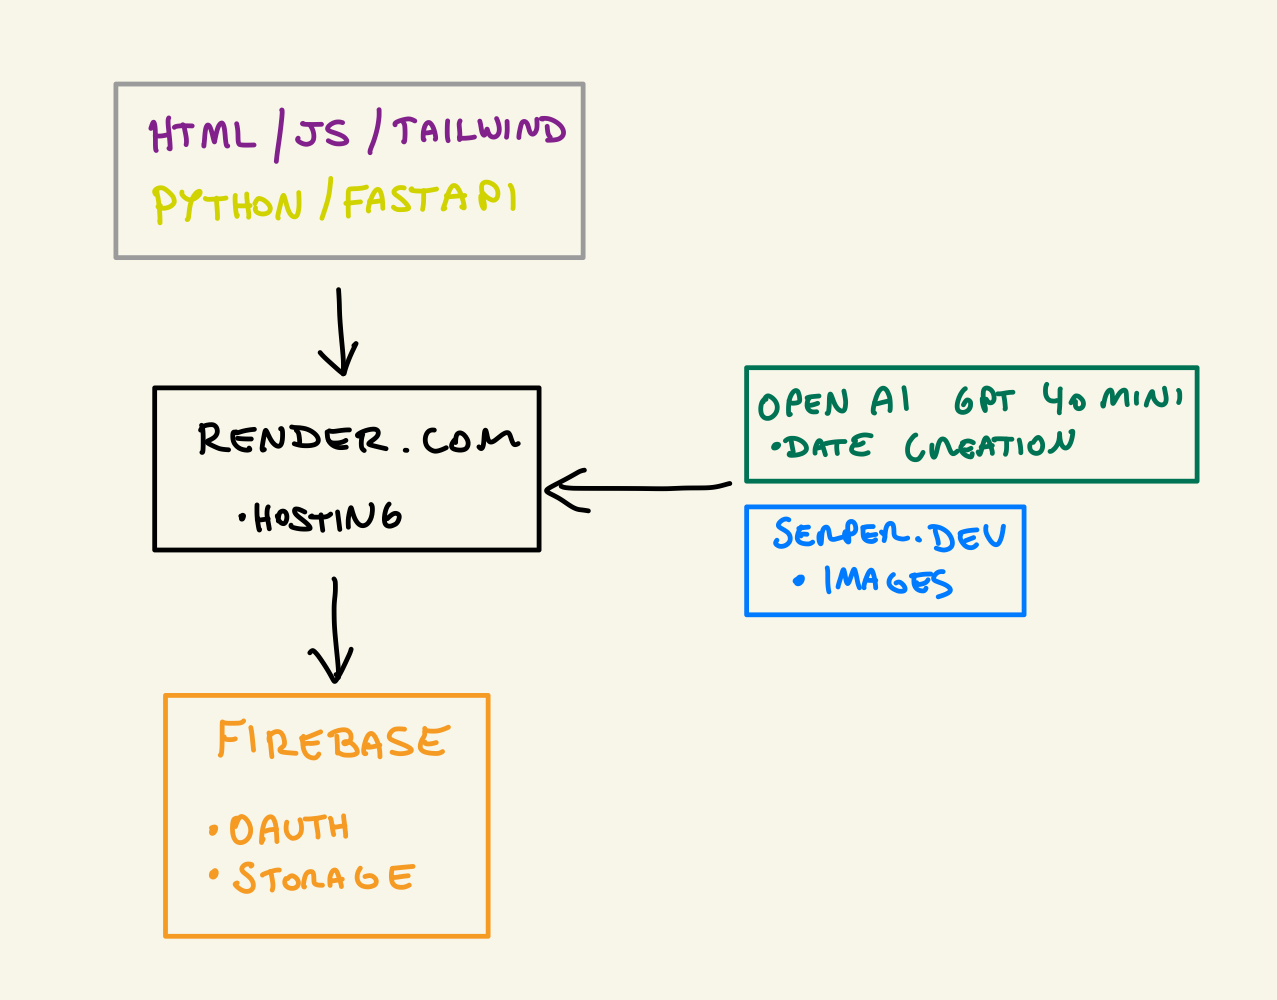 HTML / JS / TAILWIND
PYTHON / FASTAPI
RENDER.COM
• HOSTING
OPEN AI GPT 4o MINI
• DATE CREATION
SERPER.DEV
• IMAGES
FIREBASE
• OAUTH
• STORAGE